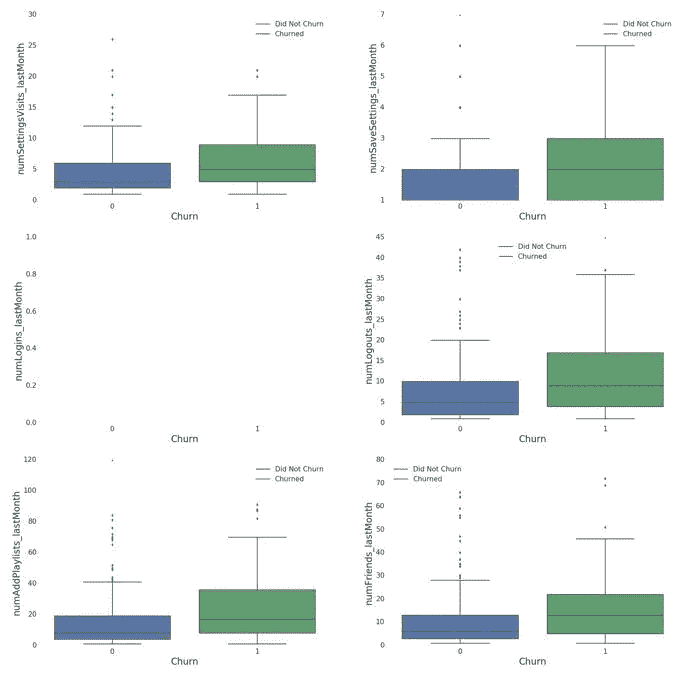 numSettingsVisits_lastMonth
30
25
20
15
10
5
0
Did Not Churn
Churned
0 1
Churn
numSaveSettings_lastMonth
7
6
5
4
3
2
1
Did Not Churn
Churned
0 1
Churn
numLogins_lastMonth
1.0
0.8
0.6
0.4
0.2
0.0
0 1
Churn
numLogouts_lastMonth
45
40
35
30
25
20
15
10
5
0
Did Not Churn
Churned
0 1
Churn
numAddPlaylists_lastMonth
120
100
80
60
40
20
0
Did Not Churn
Churned
0 1
Churn
numFriends_lastMonth
80
70
60
50
40
30
20
10
0
Did Not Churn
Churned
0 1
Churn